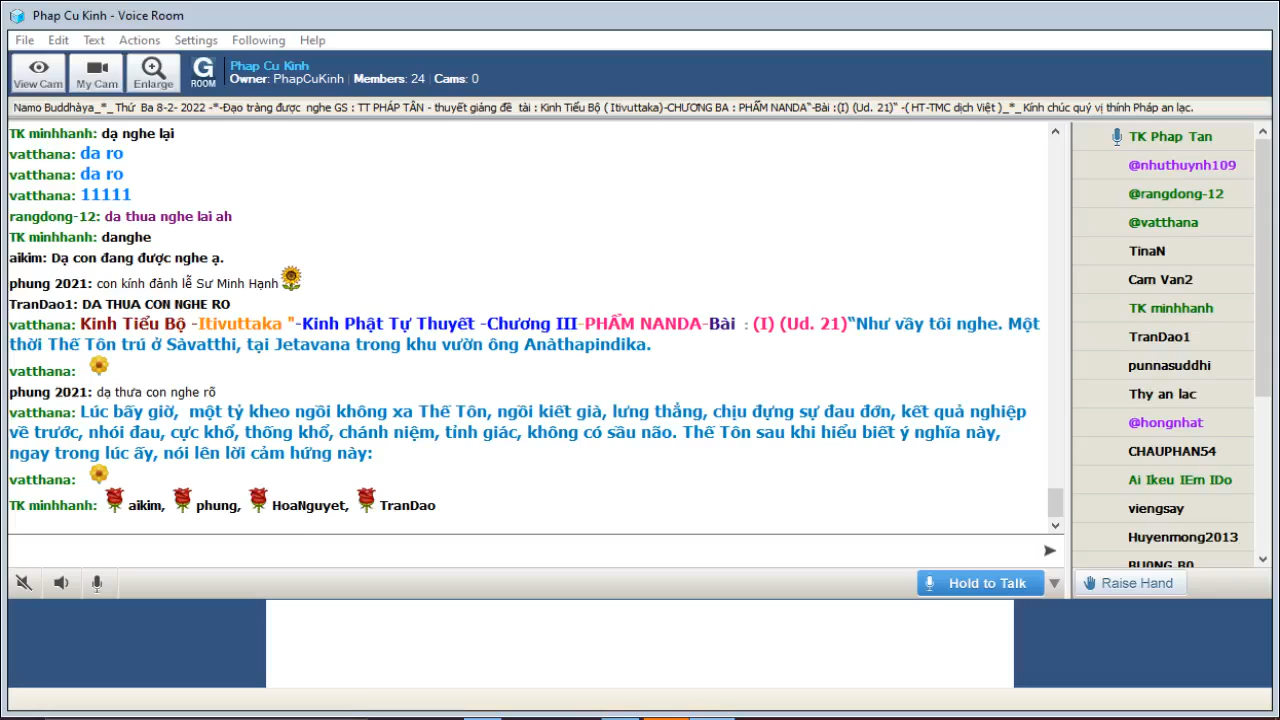 Phap Cu Kinh - Voice Room
File Edit Text Actions Settings Following Help
View Cam
My Cam
Enlarge
G
ROOM
Phap Cu Kinh
Owner: PhapCuKinh | Members: 24 | Cams: 0
Namo Buddhàya_*_Thứ Ba 8-2- 2022 -*-Đạo tràng được nghe GS : TT PHÁP TÂN - thuyết giảng đề tài : Kinh Tiểu Bộ ( Itivuttaka)-CHƯƠNG BA : PHẨM NANDA“-Bài :(I) (Ud. 21)“ -( HT-TMC dịch Việt )_*_ Kính chúc quý vị thính Pháp an lạc.
TK minhhanh: dạ nghe lại
vatthana: da ro
vatthana: da ro
vatthana: 11111
rangdong-12: da thua nghe lai ah
TK minhhanh: danghe
aikim: Dạ con đang được nghe ạ.
phung 2021: con kính đảnh lễ Sư Minh Hạnh
TranDao1: DA THUA CON NGHE RO
vatthana: Kinh Tiểu Bộ -Itivuttaka "-Kinh Phật Tự Thuyết -Chương III-PHẨM NANDA-Bài : (I) (Ud. 21)“Như vầy tôi nghe. Một
thời Thế Tôn trú ở Sàvatthi, tại Jetavana trong khu vườn ông Anàthapindika.
vatthana:
phung 2021: dạ thưa con nghe rõ
vatthana: Lúc bấy giờ, một tỷ kheo ngồi không xa Thế Tôn, ngồi kiết già, lưng thẳng, chịu đựng sự đau đớn, kết quả nghiệp
về trước, nhói đau, cực khổ, thống khổ, chánh niệm, tỉnh giác, không có sầu não. Thế Tôn sau khi hiểu biết ý nghĩa này,
ngay trong lúc ấy, nói lên lời cảm hứng này:
vatthana:
TK minhhanh: aikim, phung, HoaNguyet, TranDao
TK Phap Tan
@nhuthuynh109
@rangdong-12
@vatthana
TinaN
Cam Van2
TK minhhanh
TranDao1
punnasuddhi
Thy an lac
@hongnhat
CHAUPHAN54
Ai Ikeu IEm IDo
viengsay
Huyenmong2013
Hold to Talk
Raise Hand